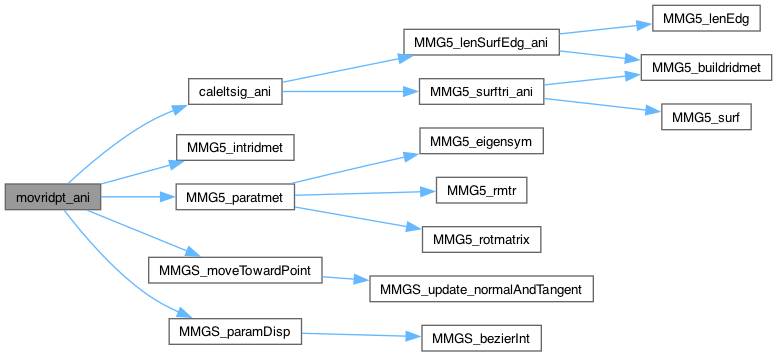 movridpt_ani
caleltsig_ani
MMG5_lenSurfEdg_ani
MMG5_lenEdg
MMG5_buildridmet
MMG5_surftri_ani
MMG5_surf
MMG5_intridmet
MMG5_paratmet
MMG5_eigensym
MMG5_rmtr
MMG5_rotmatrix
MMGS_moveTowardPoint
MMGS_update_normalAndTangent
MMGS_paramDisp
MMGS_bezierInt